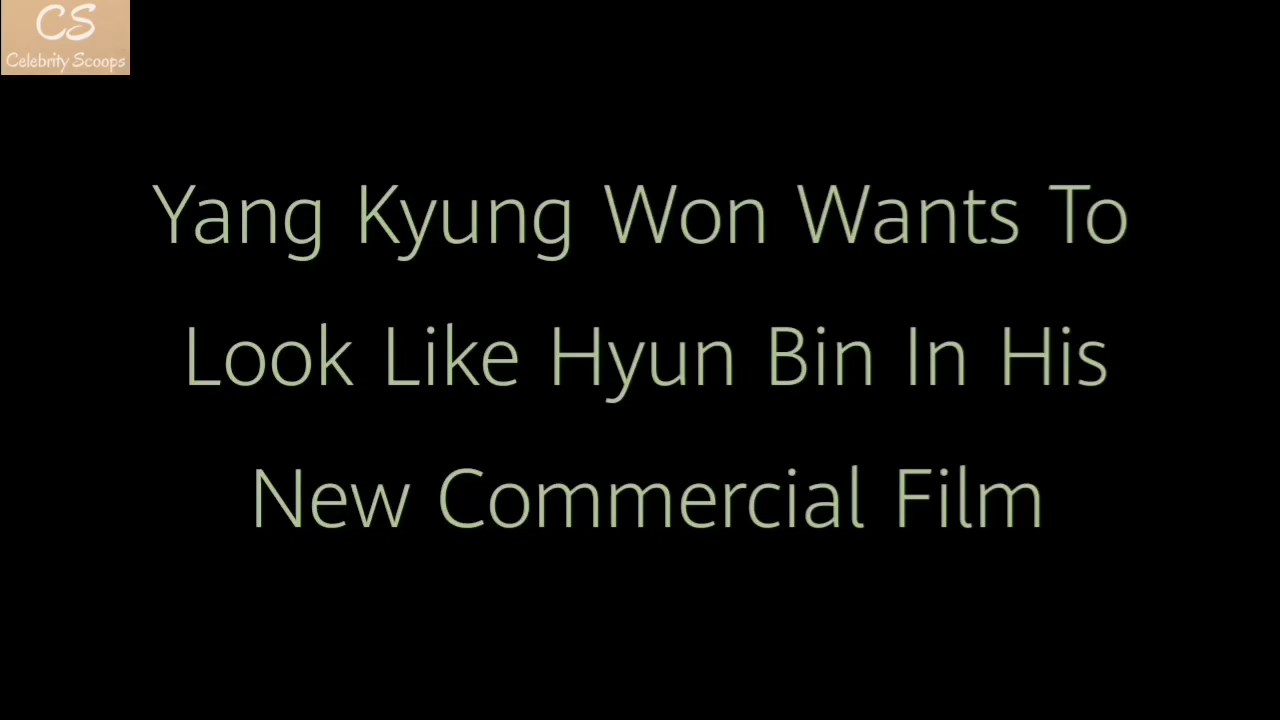 CS
Celebrity Scoops
Yang Kyung Won Wants To
Look Like Hyun Bin In His
New Commercial Film